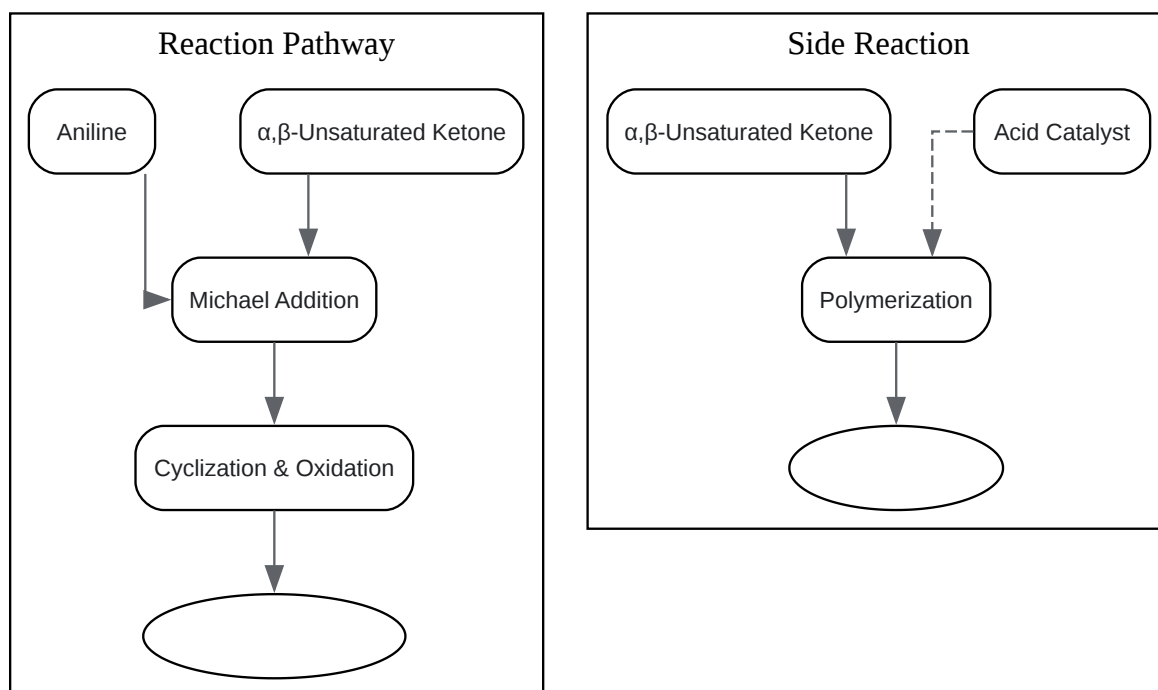 Reaction Pathway
Aniline
α,β-Unsaturated Ketone
Michael Addition
Cyclization & Oxidation
Side Reaction
α,β-Unsaturated Ketone
Acid Catalyst
Polymerization